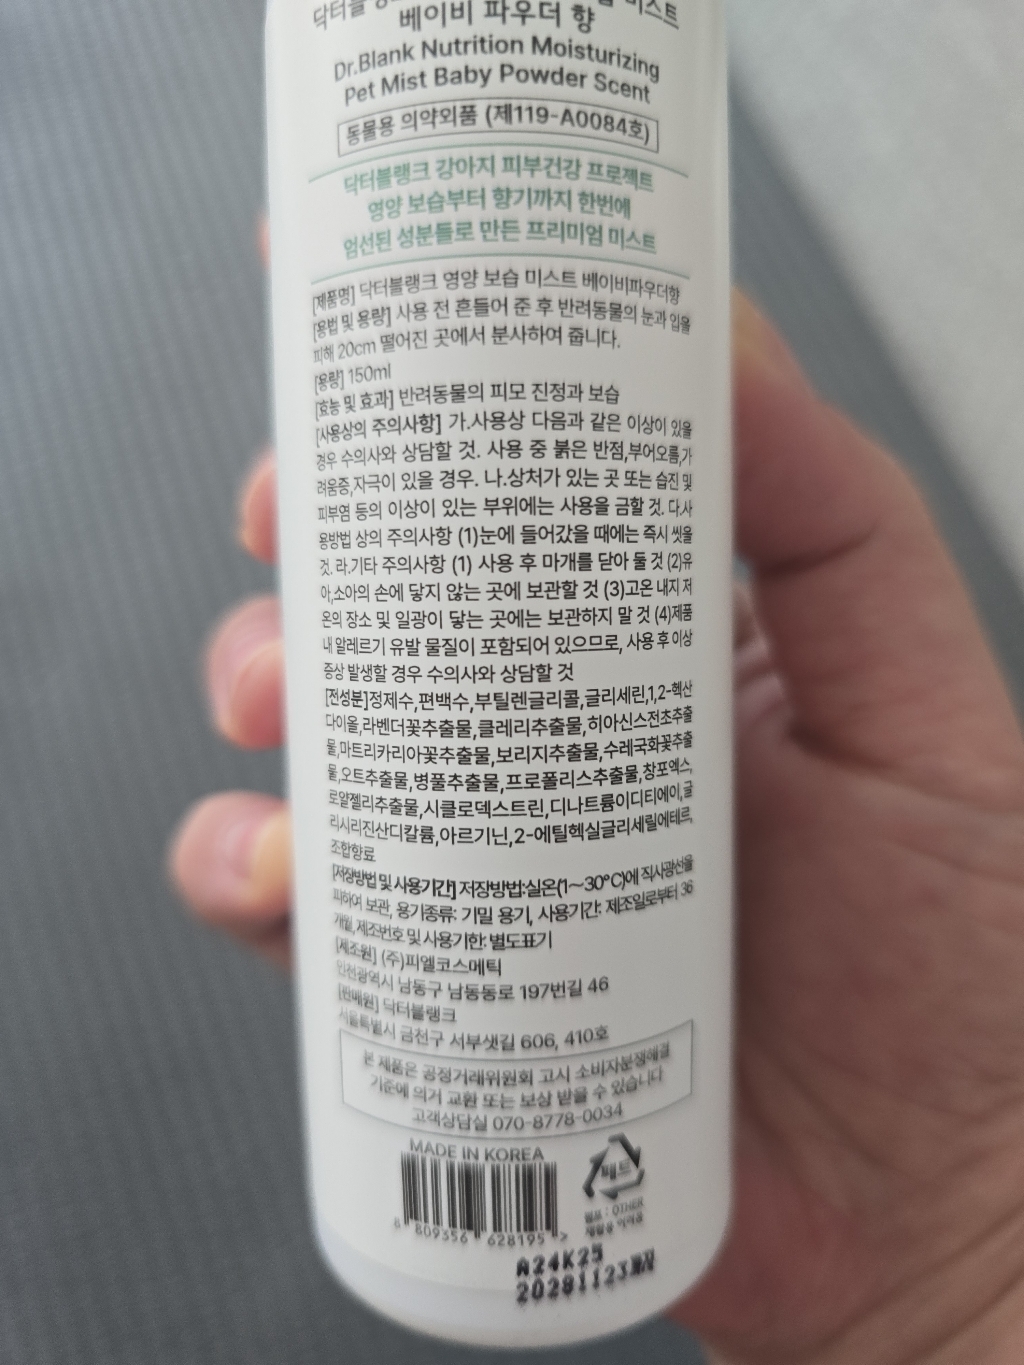 닥터블랭크 영양 보습 미스트
베이비 파우더 향
Dr.Blank Nutrition Moisturizing
Pet Mist Baby Powder Scent
동물용 의약외품 (제119-A0084호)
닥터블랭크 강아지 피부건강 프로젝트
영양 보습부터 향기까지 한번에
엄선된 성분들로 만든 프리미엄 미스트
[제품명] 닥터블랭크 영양 보습 미스트 베이비파우더향
[용법 및 용량] 사용 전 흔들어 준 후 반려동물의 눈과 입을
피해 20cm 떨어진 곳에서 분사하여 줍니다.
[용량] 150ml
[효능 및 효과] 반려동물의 피모 진정과 보습
[사용상의 주의사항] 가.사용상 다음과 같은 이상이 있을
경우 수의사와 상담할 것. 사용 중 붉은 반점,부어오름,가
려움증,자극이 있을 경우. 나.상처가 있는 곳 또는 습진 및
피부염 등의 이상이 있는 부위에는 사용을 금할 것. 다.사
용방법 상의 주의사항 (1)눈에 들어갔을 때에는 즉시 씻을
것. 라.기타 주의사항 (1) 사용 후 마개를 닫아 둘 것 (2)유
아,소아의 손에 닿지 않는 곳에 보관할 것 (3)고온 내지 저
온의 장소 및 일광이 닿는 곳에는 보관하지 말 것 (4)제품
내 알레르기 유발 물질이 포함되어 있으므로, 사용 후 이상
증상 발생할 경우 수의사와 상담할 것
[전성분]정제수,편백수,부틸렌글리콜,글리세린,1,2-헥산
다이올,라벤더꽃추출물,클레리추출물,히아신스전초추출
물,마트리카리아꽃추출물,보리지추출물,수레국화꽃추출
물,오트추출물,병풀추출물,프로폴리스추출물,창포엑스,
로얄젤리추출물,시클로덱스트린,디나트륨이디티에이,글
리시리진산디칼륨,아르기닌,2-에틸헥실글리세릴에테르,
조합향료
[저장방법 및 사용기간] 저장방법:실온(1~30°C)에 직사광선을
피하여 보관, 용기종류: 기밀 용기, 사용기간: 제조일로부터 36
개월,제조번호 및 사용기한:별도표기
[제조원] (주)피엘코스메틱
인천광역시 남동구 남동동로 197번길 46
[판매원] 닥터블랭크
서울특별시 금천구 서부샛길 606, 410호
본 제품은 공정거래위원회 고시 소비자분쟁해결
기준에 의거 교환 또는 보상 받을 수 있습니다
고객상담실 070-8778-0034
MADE IN KOREA
8 809356 628195 >
펌프 : OTHER
A24K25
20281123